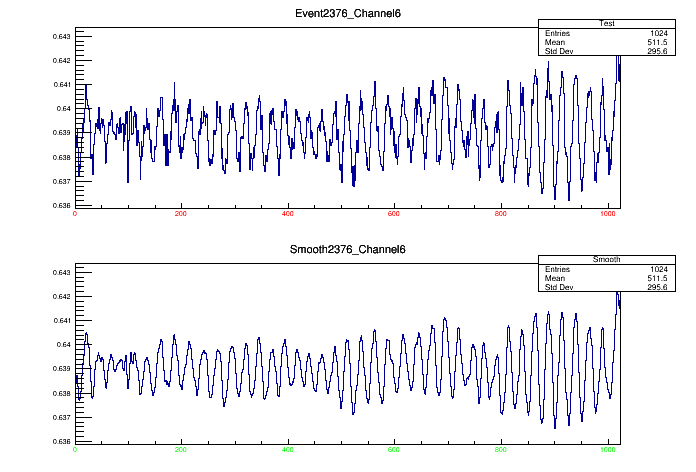 Event2376_Channel6
Test
Entries 1024
Mean 511.5
Std Dev 295.6
0.643
0.642
0.641
0.64
0.639
0.638
0.637
0.636
0 200 400 600 800 1000
Smooth2376_Channel6
Smooth
Entries 1024
Mean 511.5
Std Dev 295.6
0.643
0.642
0.641
0.64
0.639
0.638
0.637
0.636
0 200 400 600 800 1000